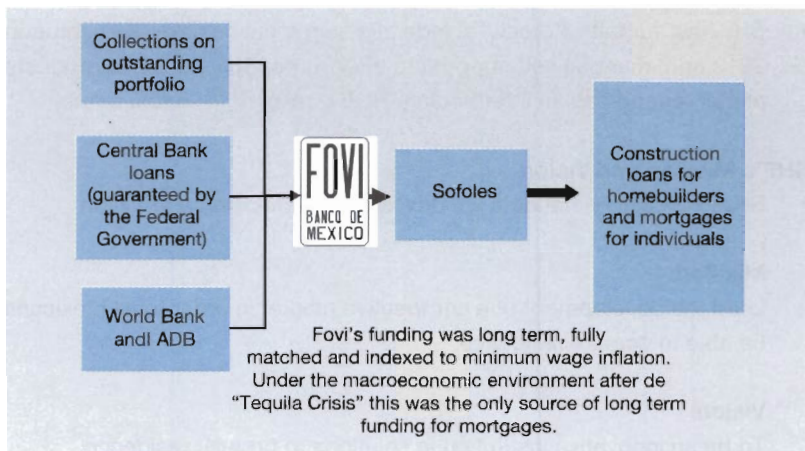 Collections on
outstanding
portfolio
Central Bank
loans
(guaranteed by
the Federal
Government)
World Bank
andI ADB
FOVI
BANCO DE
MEXICO
Sofoles
Construction
loans for
homebuilders
and mortgages
for individuals
Fovi's funding was long term, fully
matched and indexed to minimum wage inflation.
Under the macroeconomic environment after de
"Tequila Crisis" this was the only source of long term
funding for mortgages.